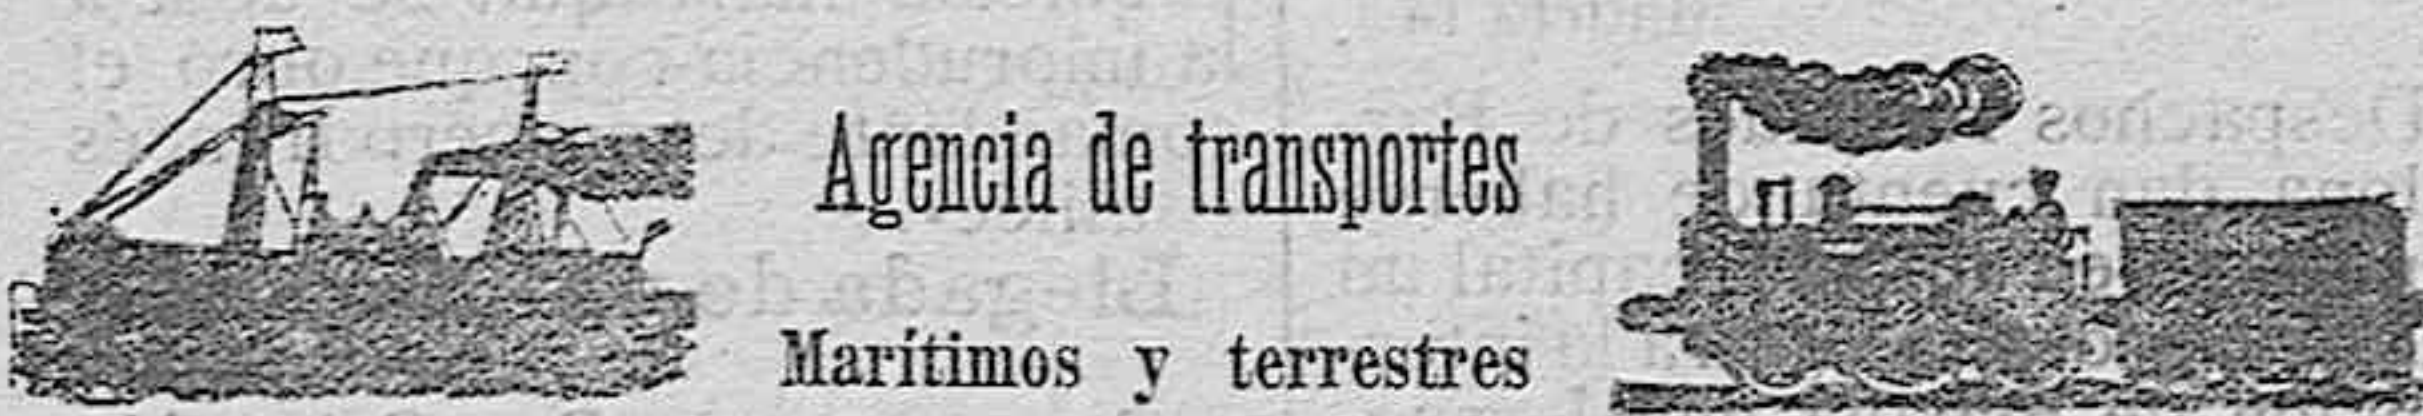 Agencia de transportes
Marítimos y terrestres